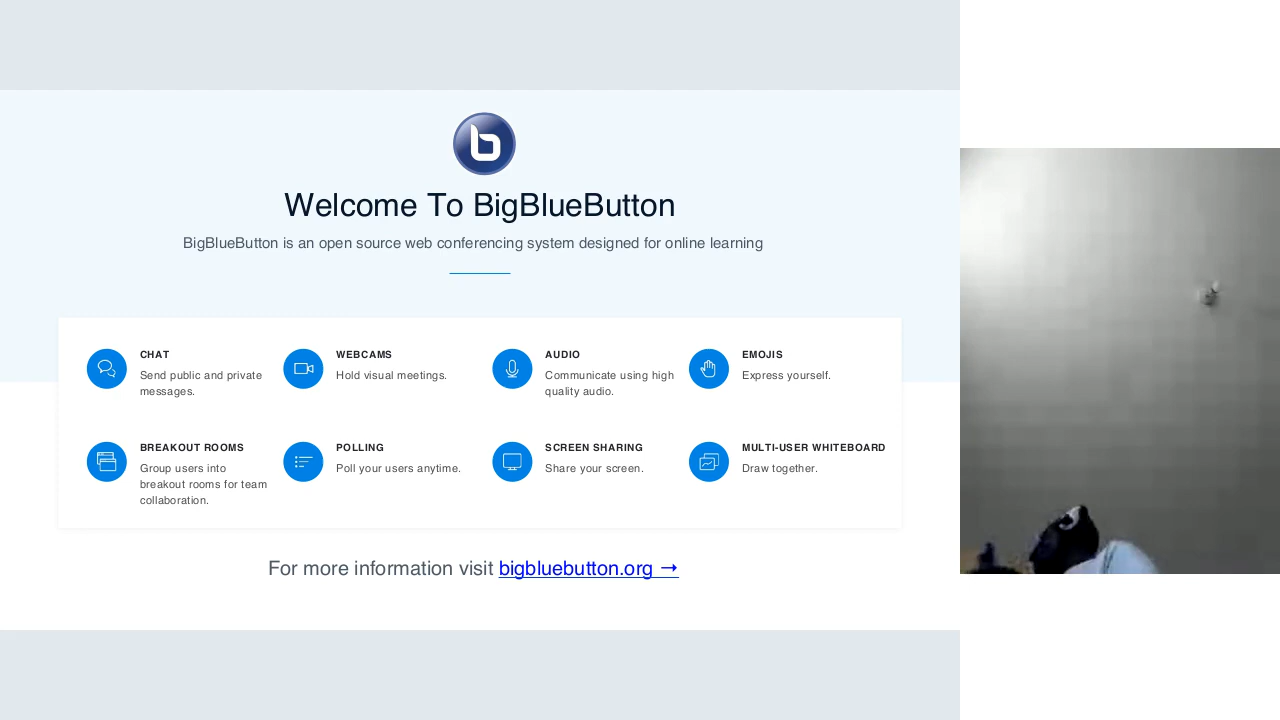 Welcome To BigBlueButton
BigBlueButton is an open source web conferencing system designed for online learning
CHAT
Send public and private
messages.
WEBCAMS
Hold visual meetings.
AUDIO
Communicate using high
quality audio.
EMOJIS
Express yourself.
BREAKOUT ROOMS
Group users into
breakout rooms for team
collaboration.
POLLING
Poll your users anytime.
SCREEN SHARING
Share your screen.
MULTI-USER WHITEBOARD
Draw together.
For more information visit bigbluebutton.org →